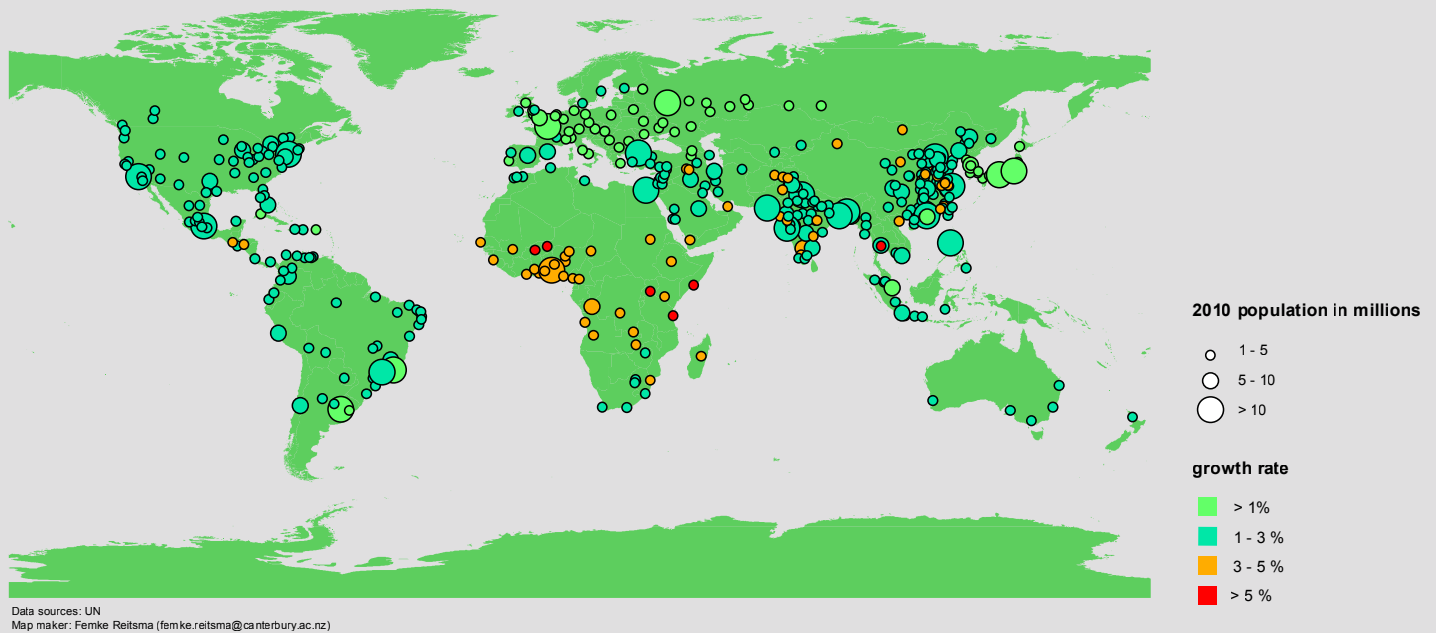 2010 population in millions
1 - 5
5 - 10
> 10
growth rate
> 1%
1 - 3 %
3 - 5 %
> 5 %
Data sources: UN
Map maker: Femke Reitsma (femke.reitsma@canterbury.ac.nz)